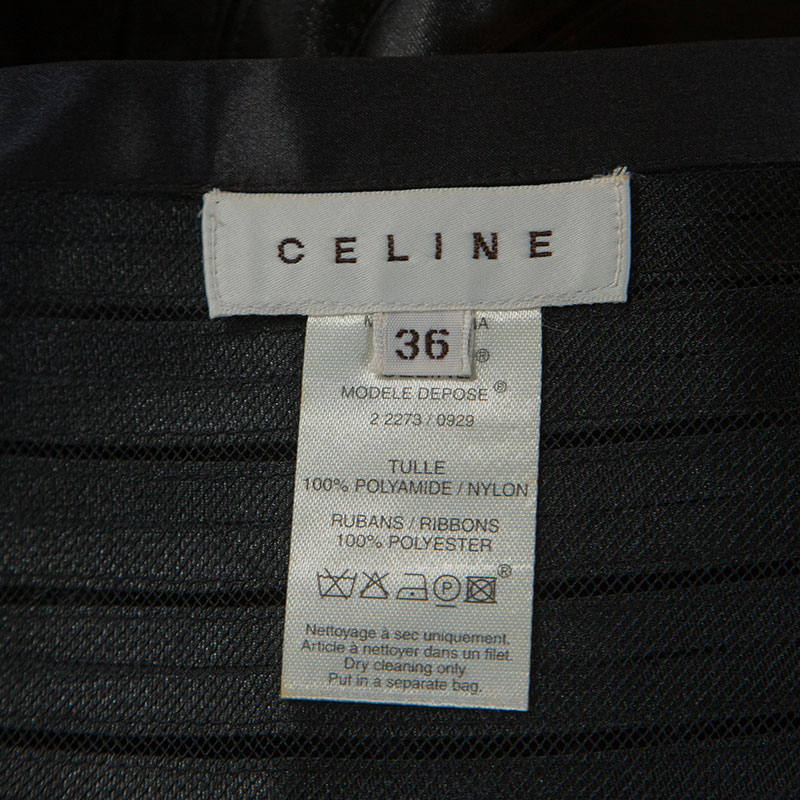 CELINE
36
®
MODELE DEPOSE ®
2 2273 / 0929
TULLE
100% POLYAMIDE / NYLON
RUBANS / RIBBONS
100% POLYESTER
P ®
Nettoyage à sec uniquement.
Article à nettoyer dans un filet.
Dry cleaning only
Put in a separate bag.